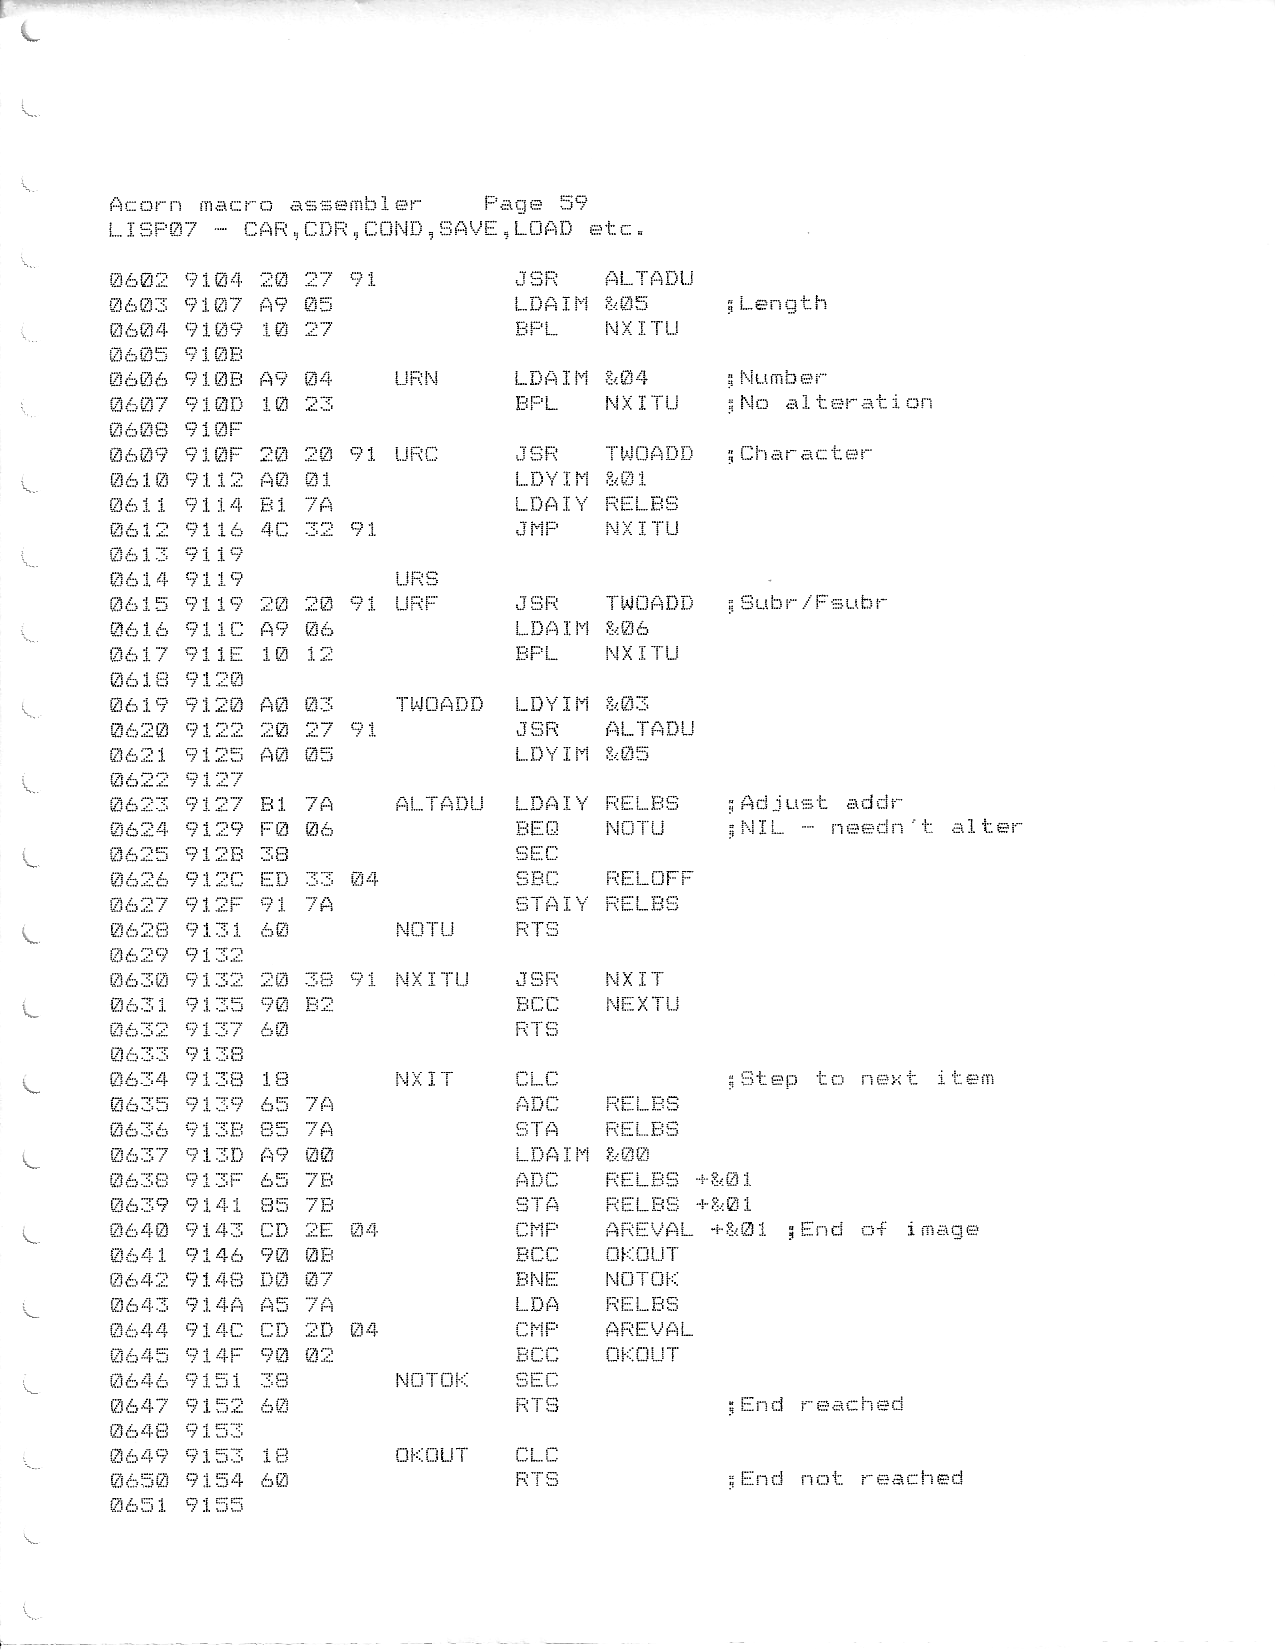 Acorn macro assembler    Page 59
LISP07 - CAR,CDR,COND,SAVE,LOAD etc.
0602 9104 20 27 91         JSR   ALTADU
0603 9107 A9 05            LDAIM &05     ;Length
0604 9109 10 27            BPL   NXITU
0605 910B
0606 910B A9 04    URN     LDAIM &04     ;Number
0607 910D 10 23            BPL   NXITU   ;No alteration
0608 910F
0609 910F 20 20 91 URC     JSR   TWOADD  ;Character
0610 9112 A0 01            LDYIM &01
0611 9114 B1 7A            LDAIY RELBS
0612 9116 4C 32 91         JMP   NXITU
0613 9119
0614 9119          URS
0615 9119 20 20 91 URF     JSR   TWOADD  ;Subr/Fsubr
0616 911C A9 06            LDAIM &06
0617 911E 10 12            BPL   NXITU
0618 9120
0619 9120 A0 03    TWOADD  LDYIM &03
0620 9122 20 27 91         JSR   ALTADU
0621 9125 A0 05            LDYIM &05
0622 9127
0623 9127 B1 7A    ALTADU  LDAIY RELBS   ;Adjust addr
0624 9129 F0 06            BEQ   NOTU    ;NIL - needn't alter
0625 912B 38               SEC
0626 912C ED 33 04         SBC   RELOFF
0627 912F 91 7A            STAIY RELBS
0628 9131 60       NOTU    RTS
0629 9132
0630 9132 20 38 91 NXITU   JSR   NXIT
0631 9135 90 B2            BCC   NEXTU
0632 9137 60               RTS
0633 9138
0634 9138 18       NXIT    CLC           ;Step to next item
0635 9139 65 7A            ADC   RELBS
0636 913B 85 7A            STA   RELBS
0637 913D A9 00            LDAIM &00
0638 913F 65 7B            ADC   RELBS +&01
0639 9141 85 7B            STA   RELBS +&01
0640 9143 CD 2E 04         CMP   AREVAL +&01 ;End of image
0641 9146 90 0B            BCC   OKOUT
0642 9148 D0 07            BNE   NOTOK
0643 914A A5 7A            LDA   RELBS
0644 914C CD 2D 04         CMP   AREVAL
0645 914F 90 02            BCC   OKOUT
0646 9151 38       NOTOK   SEC
0647 9152 60               RTS           ;End reached
0648 9153
0649 9153 18       OKOUT   CLC
0650 9154 60               RTS           ;End not reached
0651 9155